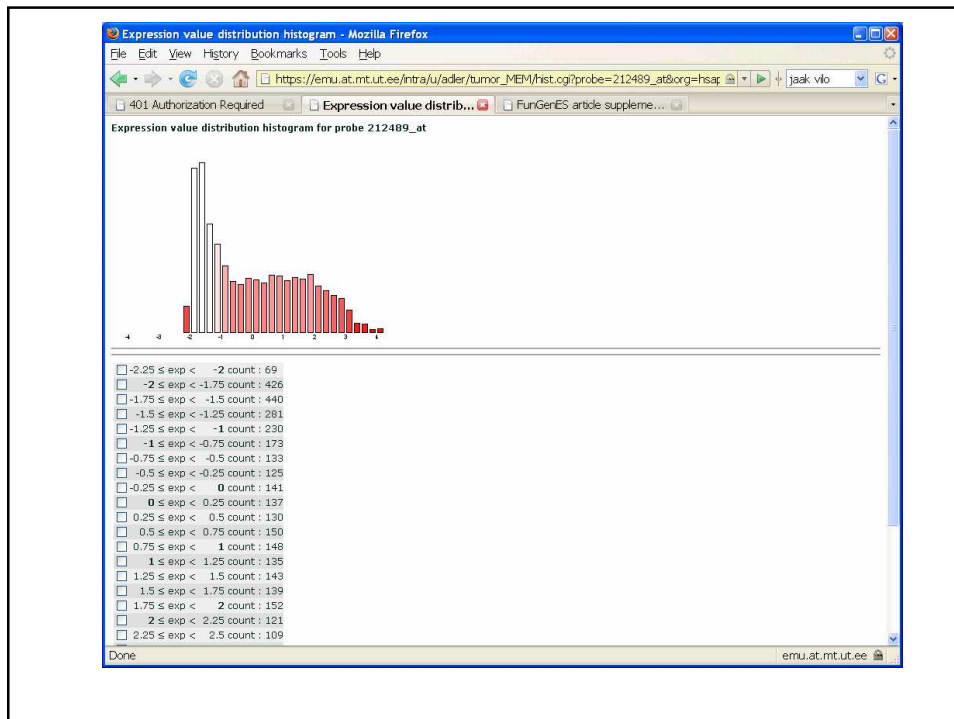 Expression value distribution histogram - Mozilla Firefox
File Edit View History Bookmarks Tools Help
https://emu.at.mt.ut.ee/intra/u/adler/tumor_MEM/hist.cgi?probe=212489_at&org=hsap jaak vilo G
401 Authorization Required Expression value distrib... FunGenES article suppleme...
Expression value distribution histogram for probe 212489_at
-4 -3 -2 -1 0 1 2 3 4
-2.25 ≤ exp < -2 count : 69
-2 ≤ exp < -1.75 count : 426
-1.75 ≤ exp < -1.5 count : 440
-1.5 ≤ exp < -1.25 count : 281
-1.25 ≤ exp < -1 count : 230
-1 ≤ exp < -0.75 count : 173
-0.75 ≤ exp < -0.5 count : 133
-0.5 ≤ exp < -0.25 count : 125
-0.25 ≤ exp < 0 count : 141
0 ≤ exp < 0.25 count : 137
0.25 ≤ exp < 0.5 count : 130
0.5 ≤ exp < 0.75 count : 150
0.75 ≤ exp < 1 count : 148
1 ≤ exp < 1.25 count : 135
1.25 ≤ exp < 1.5 count : 143
1.5 ≤ exp < 1.75 count : 139
1.75 ≤ exp < 2 count : 152
2 ≤ exp < 2.25 count : 121
2.25 ≤ exp < 2.5 count : 109
Done emu.at.mt.ut.ee